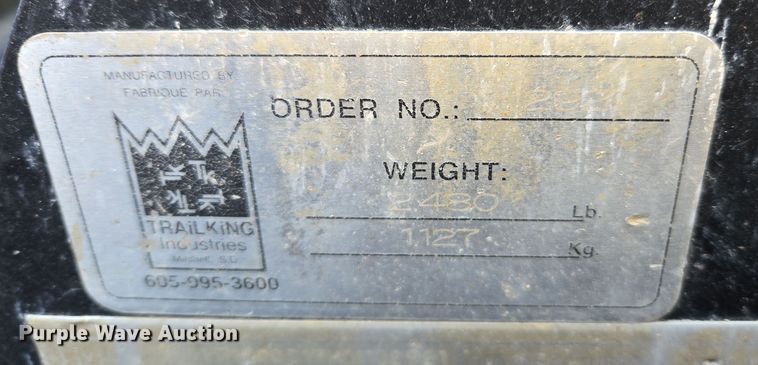 MANUFACTURED BY
FABRIQUE PAR
ORDER NO.:
WEIGHT:
2480 Lb.
1127 Kg.
TRAiLKiNG
Industries
Mitchell, S.D.
605-995-3600
Purple Wave Auction